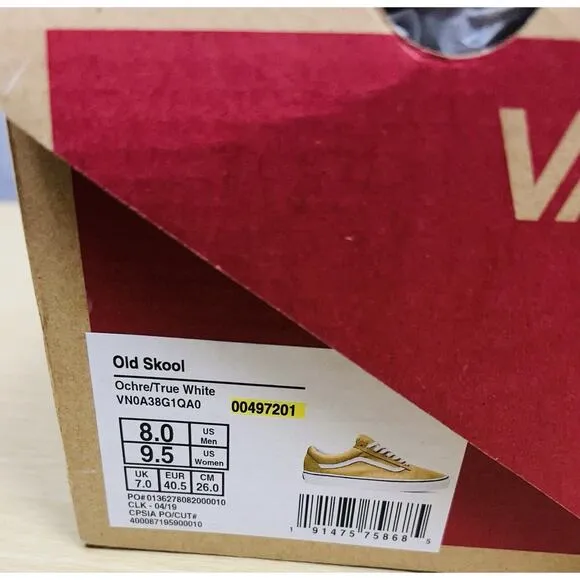 VA
Old Skool
Ochre/True White
VN0A38G1QA0 00497201
8.0 US Men
9.5 US Women
UK 7.0 EUR 40.5 CM 26.0
PO# 0136278082000010
CLK - 04/19
CPSIA PO/CUT#
400087195900010
1 91475 75868 5